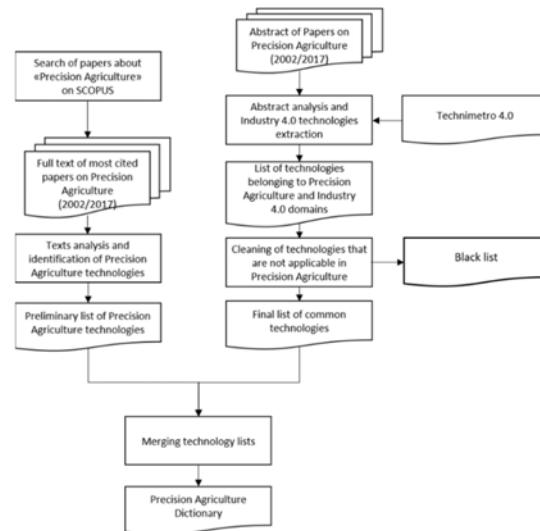 Search of papers about
«Precision Agriculture»
on SCOPUS
Full text of most cited
papers on Precision
Agriculture
(2002/2017)
Texts analysis and
identification of Precision
Agriculture technologies
Preliminary list of Precision
Agriculture technologies
Abstract of Papers on
Precision Agriculture
(2002/2017)
Abstract analysis and
Industry 4.0 technologies
extraction
Technimetro 4.0
List of technologies
belonging to Precision
Agriculture and Industry
4.0 domains
Cleaning of technologies that
are not applicable in
Precision Agriculture
Black list
Final list of common
technologies
Merging technology lists
Precision Agriculture
Dictionary